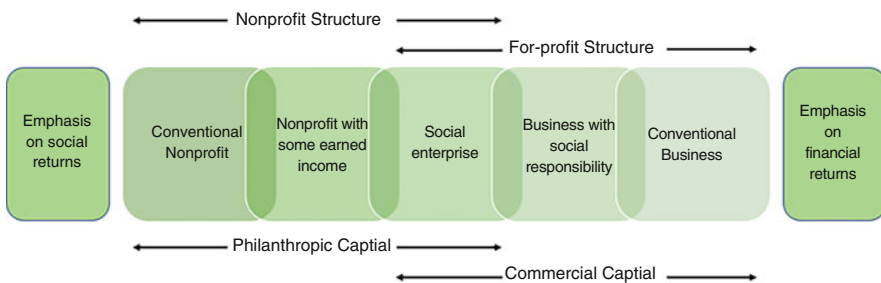 Nonprofit Structure
For-profit Structure
Emphasis
on social
returns
Conventional
Nonprofit
Nonprofit with
some earned
income
Social
enterprise
Business with
social
responsibility
Conventional
Business
Emphasis
on
financial
returns
Philanthropic Captial
Commercial Captial